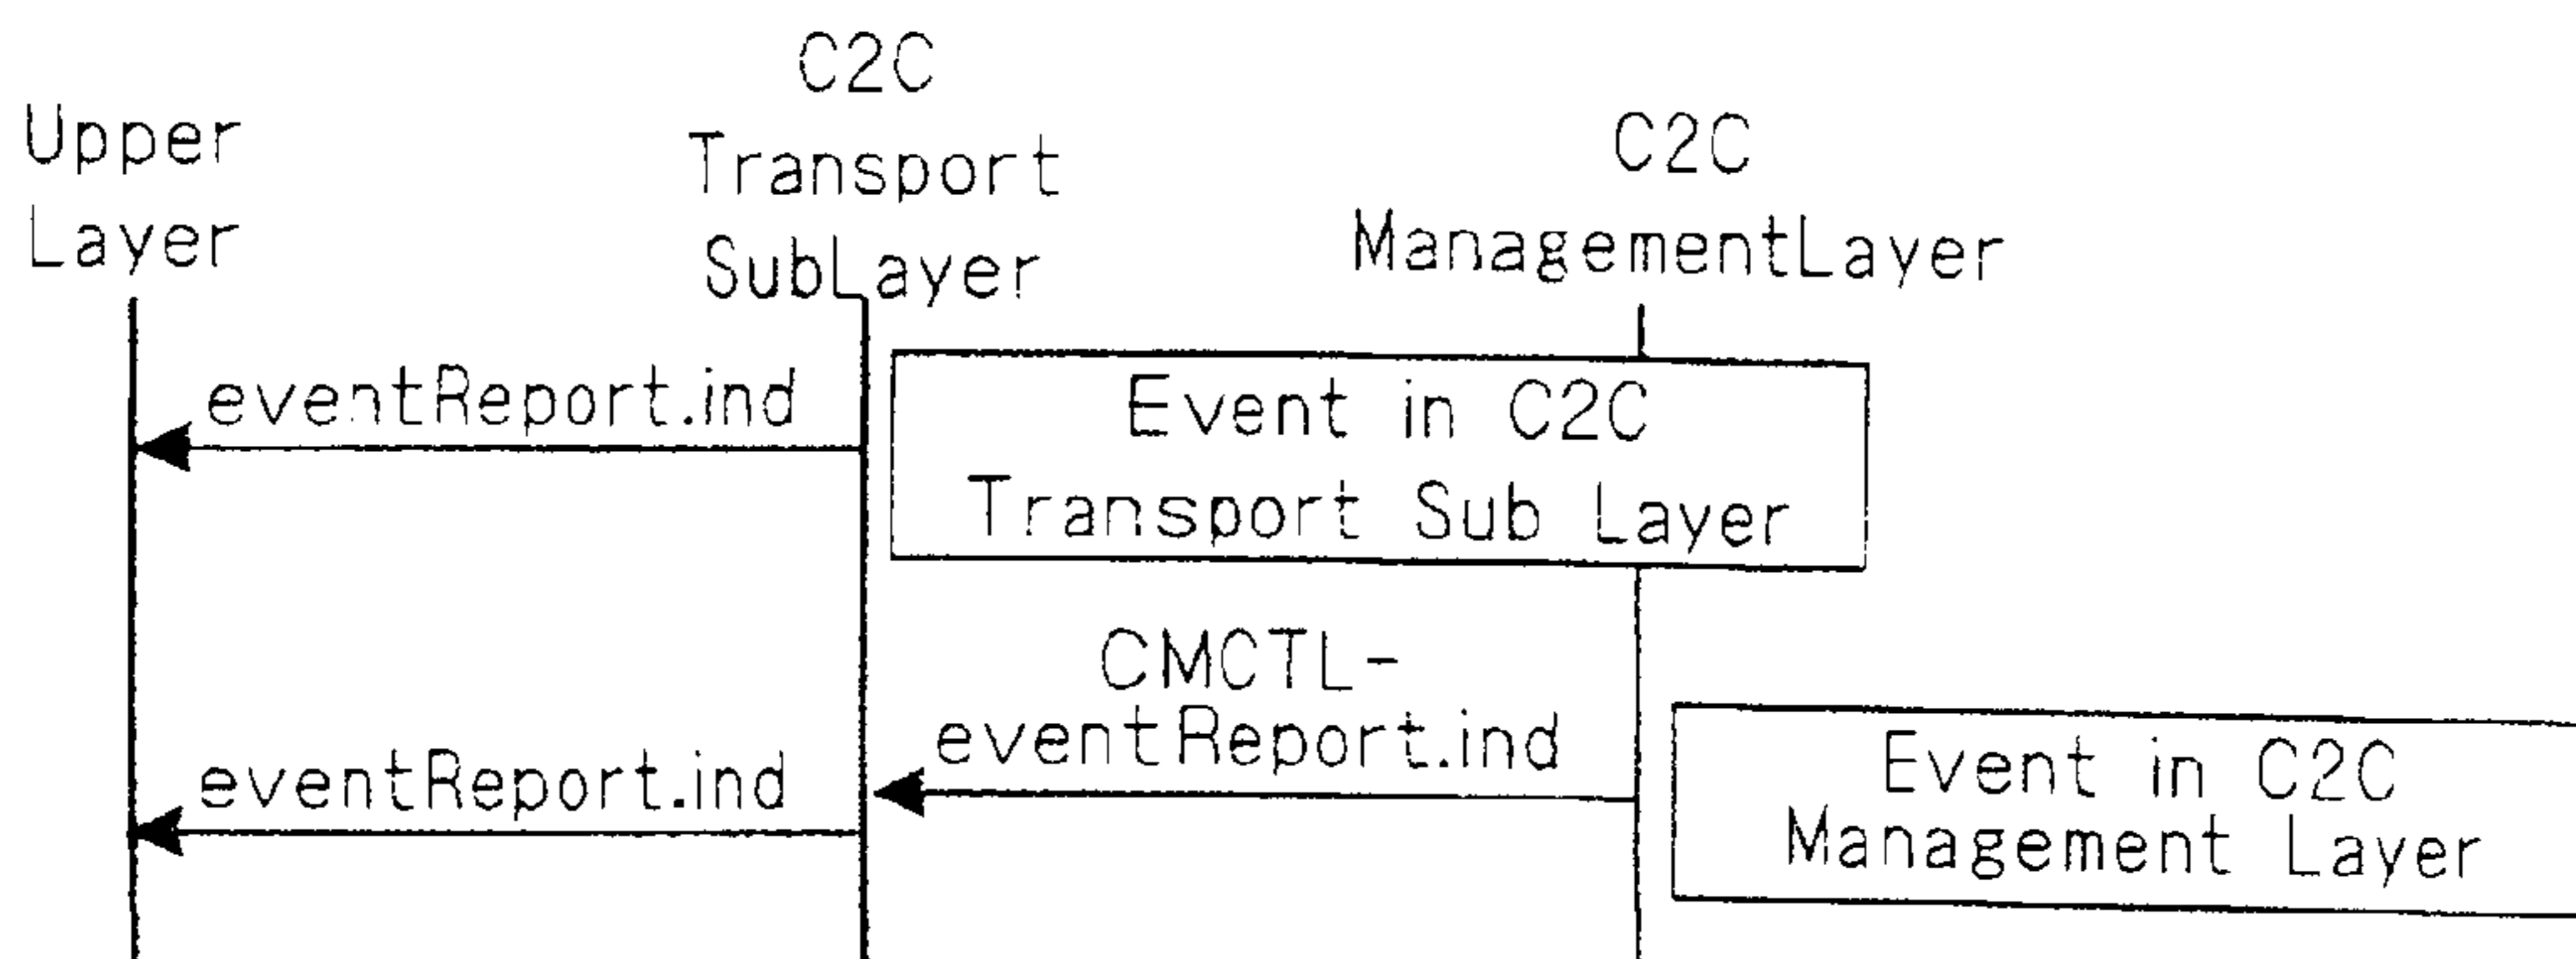 Upper
Layer
C2C
Transport
SubLayer
C2C
ManagementLayer
eventReport.ind
Event in C2C
Transport Sub Layer
CMCTL-
eventReport.ind
eventReport.ind
Event in C2C
Management Layer